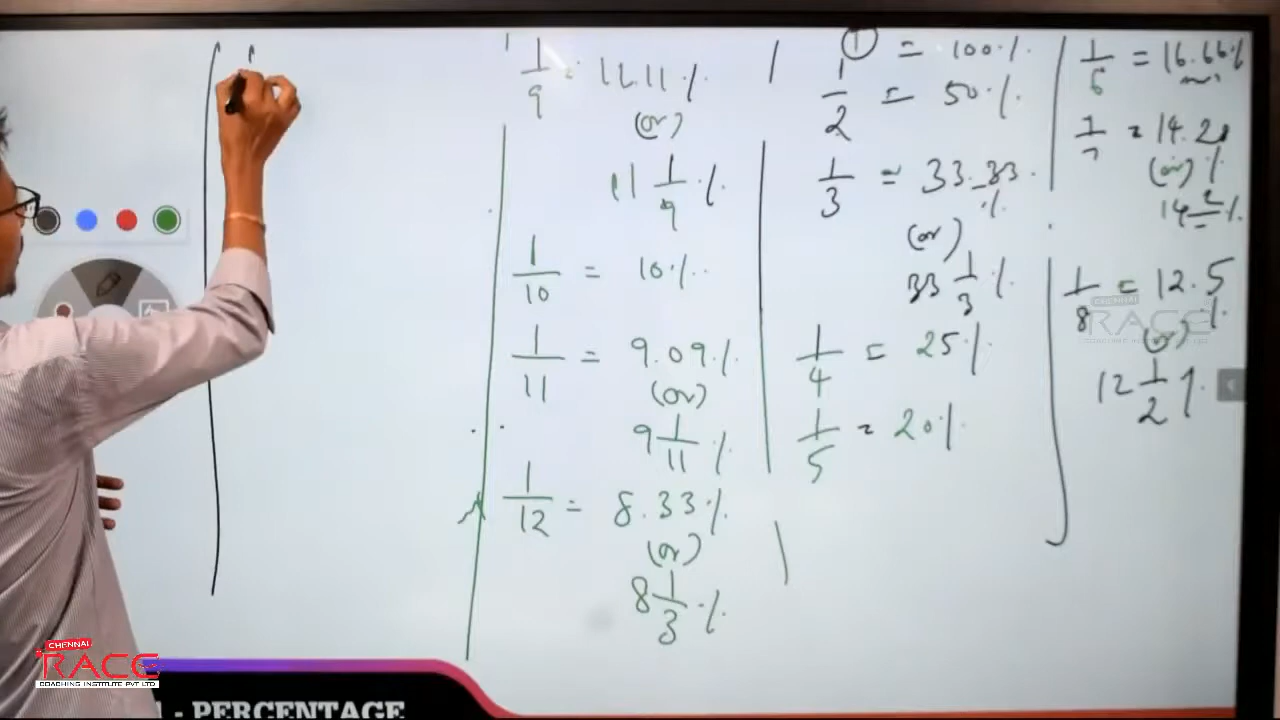 1/9 = 11.11 %
(or)
11 1/9 %
1/10 = 10 %
1/11 = 9.09 %
(or)
9 1/11 %
1/12 = 8.33 %
(or)
8 1/3 %
1 = 100 %
1/2 = 50 %
1/3 = 33.33
%
(or)
33 1/3 %
1/4 = 25 %
1/5 = 20 %
1/6 = 16.66 %
1/7 = 14.2
(or) %
14 2/ %
1/8 = 12.5
%
(or)
12 1/2 %
CHENNAI
RACE
CHENNAI
RACE
COACHING INSTITUTE PVT LTD
- PERCENTAGE